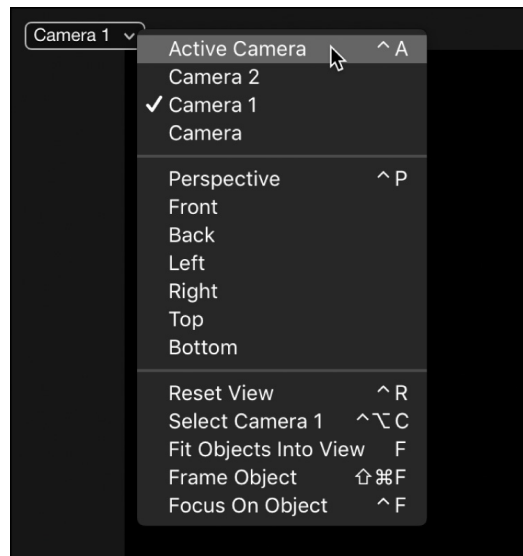 Camera 1
Active Camera ^ A
Camera 2
✓ Camera 1
Camera
Perspective ^ P
Front
Back
Left
Right
Top
Bottom
Reset View ^ R
Select Camera 1 ^⌥ C
Fit Objects Into View F
Frame Object ⇧⌘F
Focus On Object ^ F